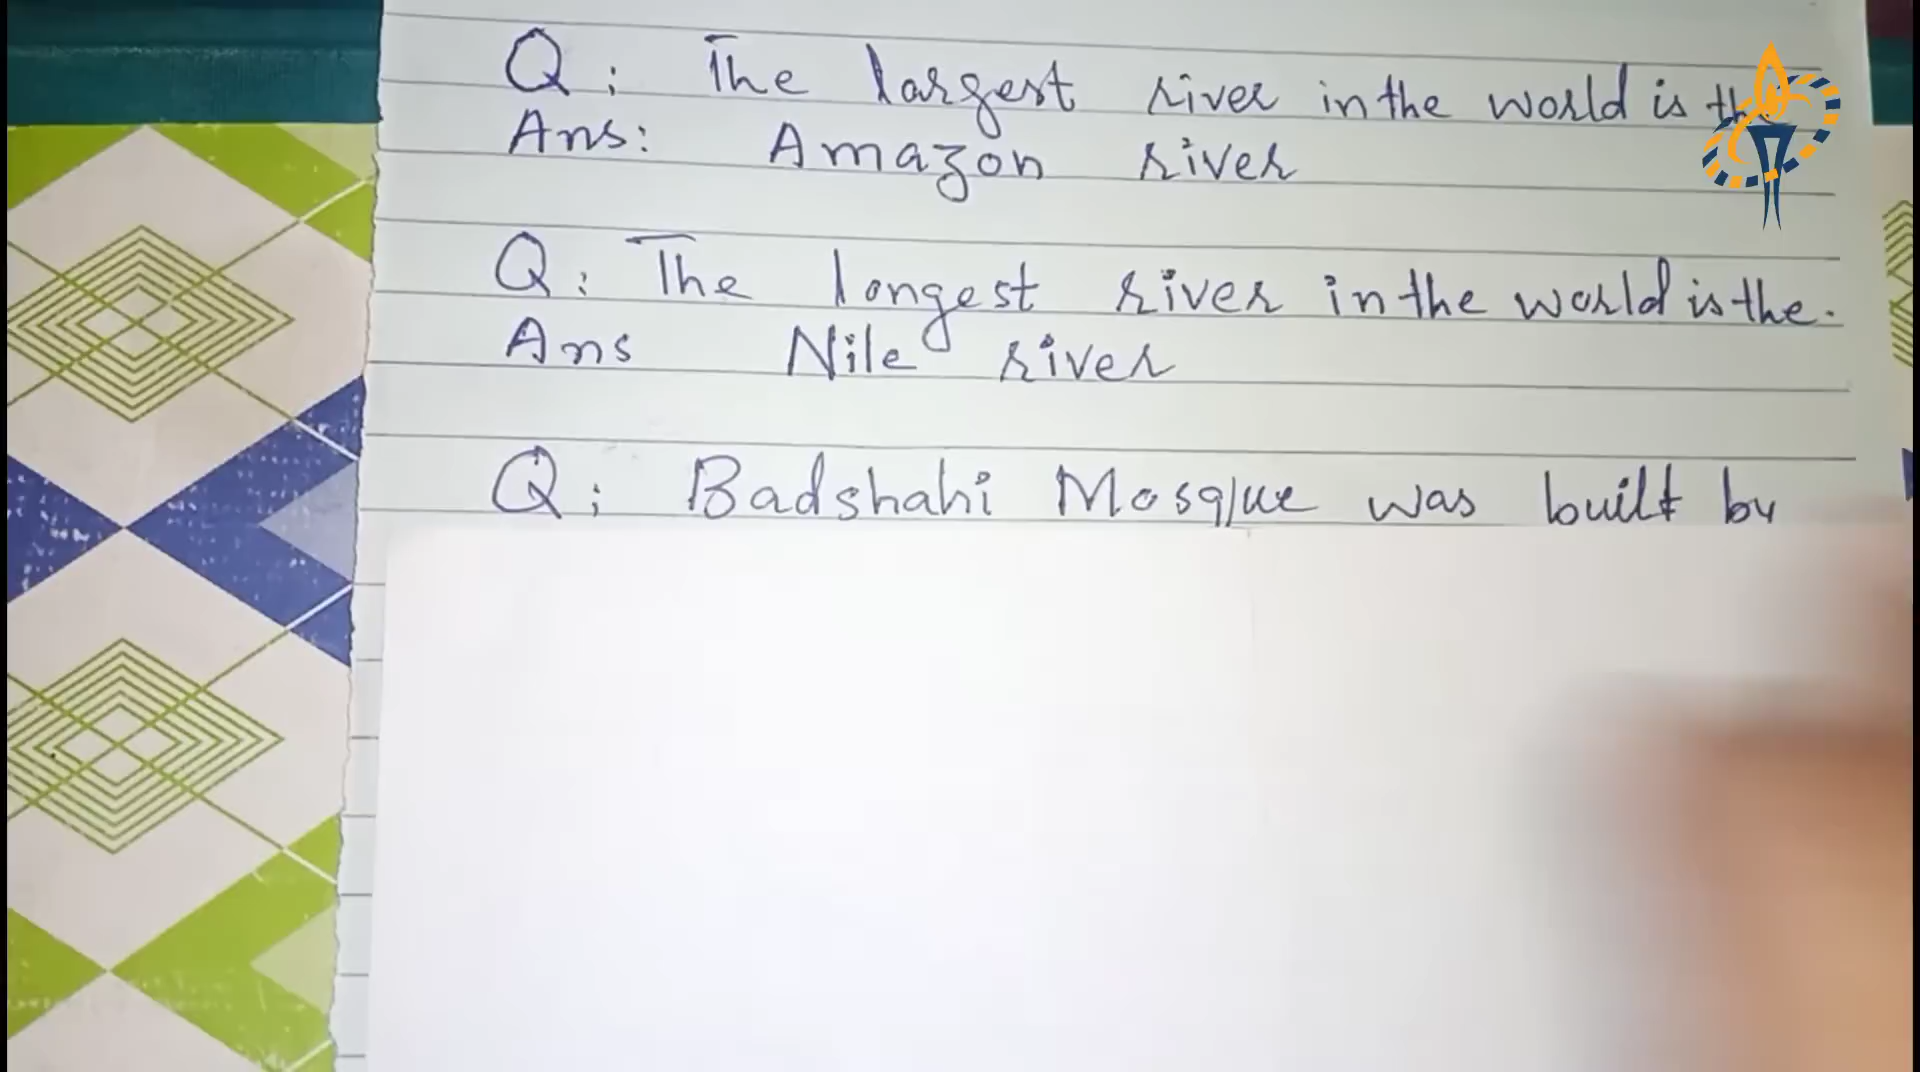 Q: The largest river in the world is the
Ans: Amazon river
Q: The longest river in the world is the.
Ans Nile river
Q: Badshahi Mosque was built by